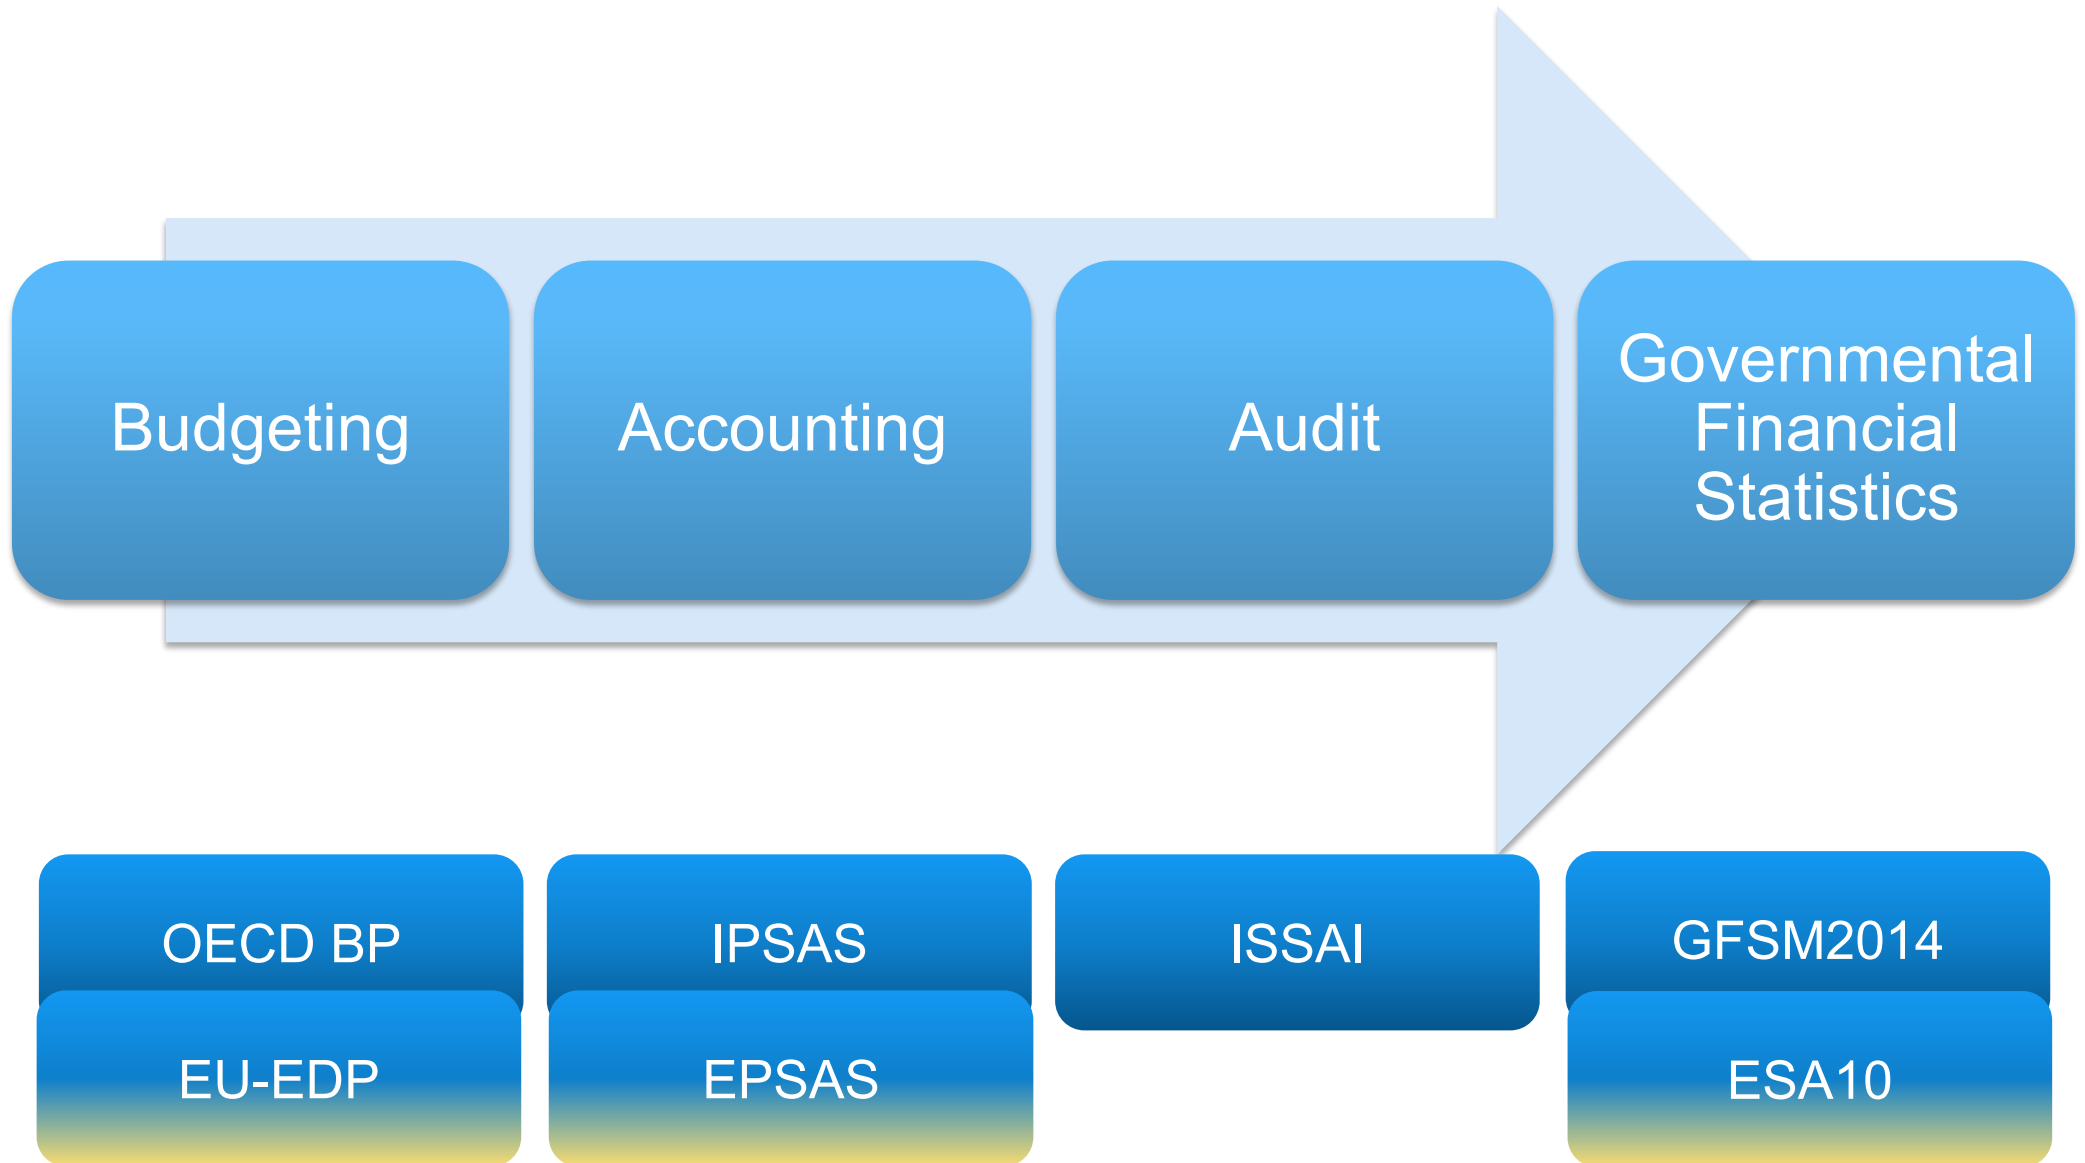 Budgeting
Accounting
Audit
Governmental
Financial
Statistics
OECD BP
IPSAS
ISSAI
GFSM2014
EU-EDP
EPSAS
ESA10